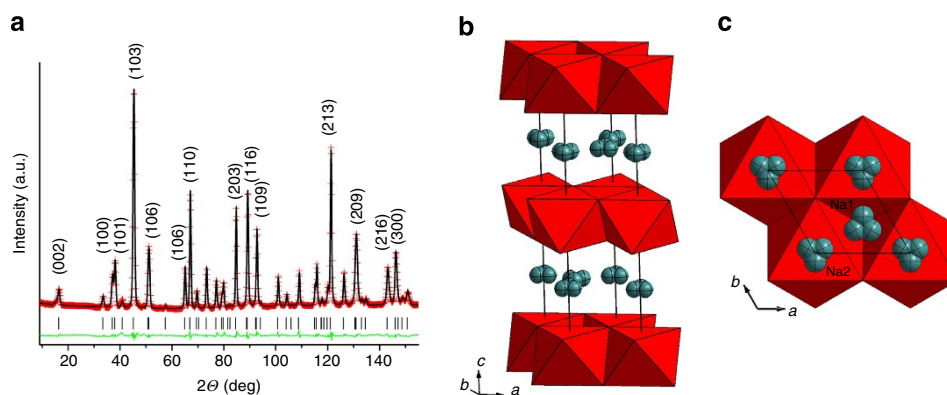 a
Intensity (a.u.)
(002)
(100)
(101)
(103)
(106)
(106)
(110)
(203)
(116)
(109)
(213)
(209)
(216)
(300)
20 40 60 80 100 120 140
2Θ (deg)
b
c
b a
c
Na1
Na2
b
a